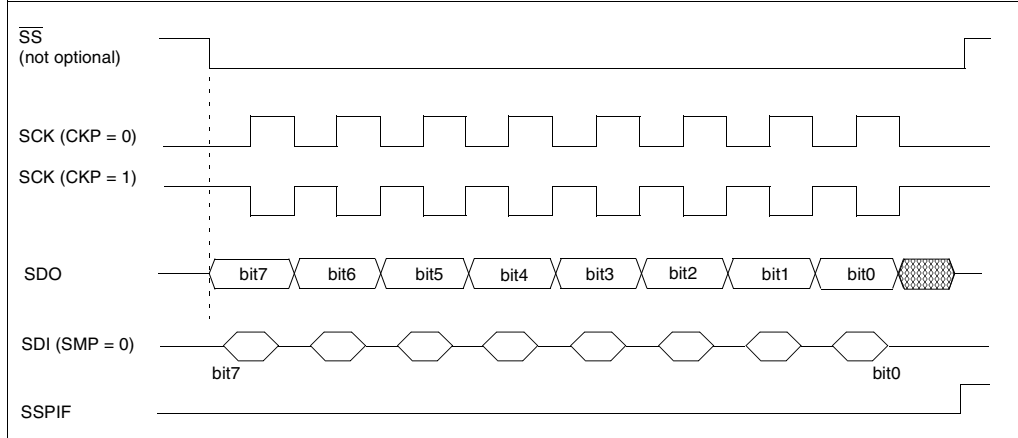 SS
(not optional)
SCK (CKP = 0)
SCK (CKP = 1)
SDO
bit7 bit6 bit5 bit4 bit3 bit2 bit1 bit0
SDI (SMP = 0)
bit7 bit0
SSPIF